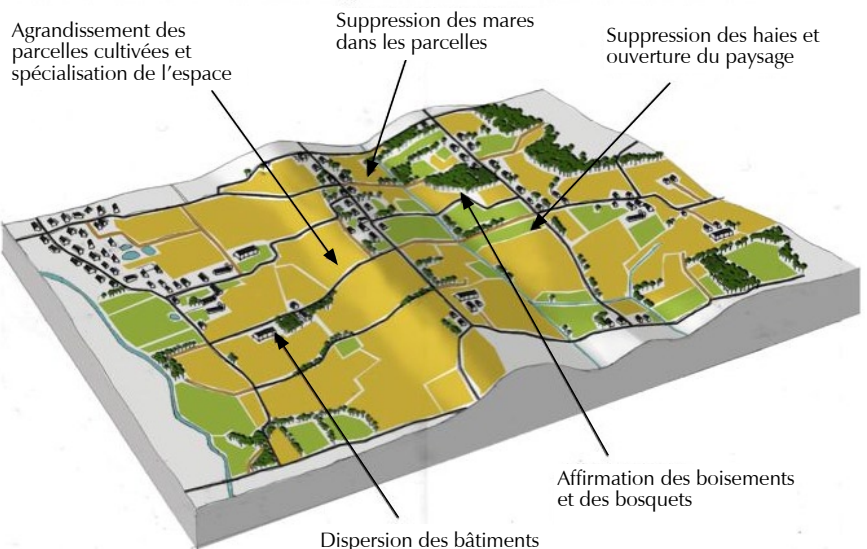 Agrandissement des
parcelles cultivées et
spécialisation de l'espace
Suppression des mares
dans les parcelles
Suppression des haies et
ouverture du paysage
Affirmation des boisements
et des bosquets
Dispersion des bâtiments